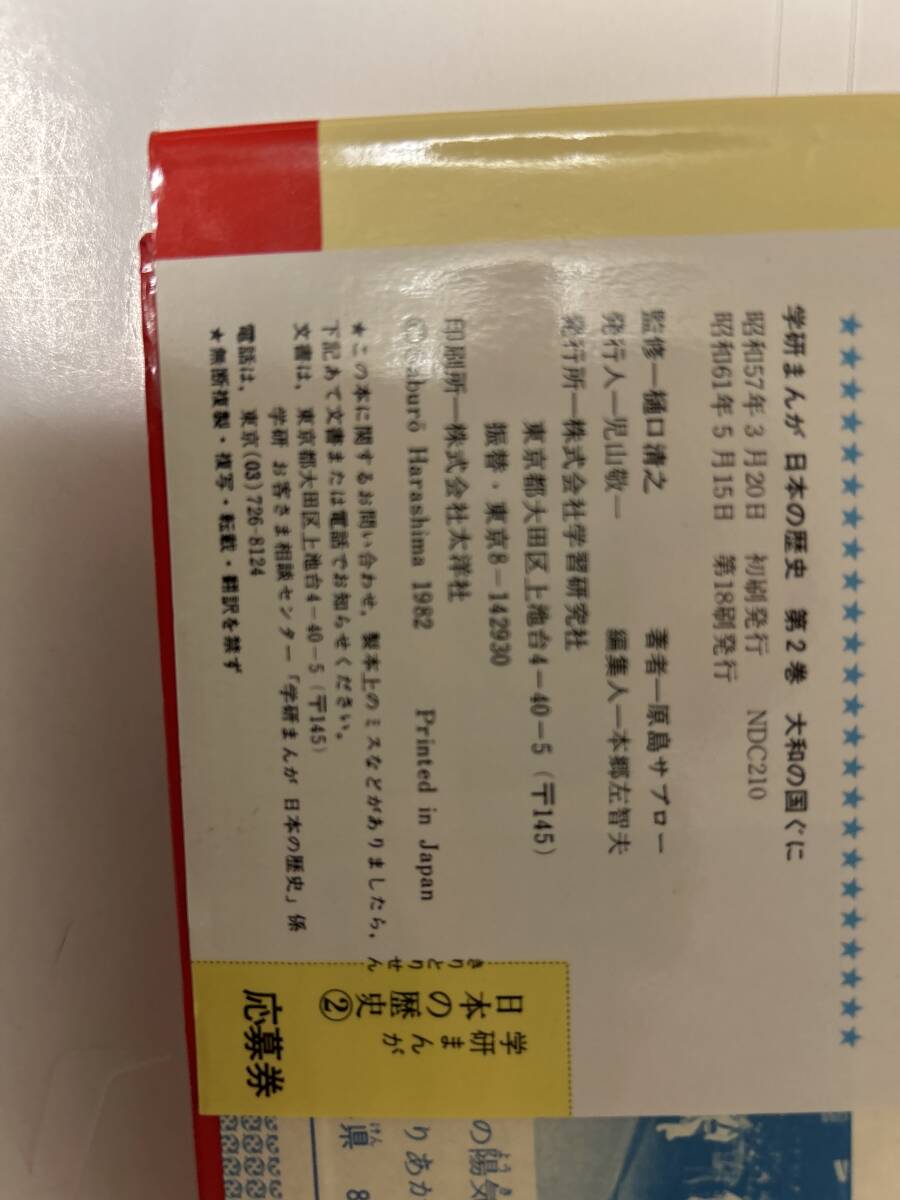 ★★★★★★★★★★★★★★★★★★★★★★
学研まんが 日本の歴史 第2巻 大和の国ぐに
昭和57年3月20日 初刷発行 NDC210
昭和61年5月15日 第18刷発行
監修―樋口清之 著者―原島サブロー
発行人―児山敬一 編集人―本郷左智夫
発行所―株式会社学習研究社
東京都大田区上池台4-40-5(〒145)
振替・東京8-142930
印刷所―株式会社太洋社
©Saburō Harashima 1982 Printed in Japan
★この本に関するお問い合わせ,製本上のミスなどがありましたら,
下記あて文書または電話でお知らせください。
文書は,東京都大田区上池台4-40-5(〒145)
学研 お客さま相談センター「学研まんが 日本の歴史」係
電話は,東京(03)726-8124
★無断複製・複写・転載・翻訳を禁ず
きりとりせん
学研まんが
日本の歴史②
応募券
の陽気
りあか
県 8